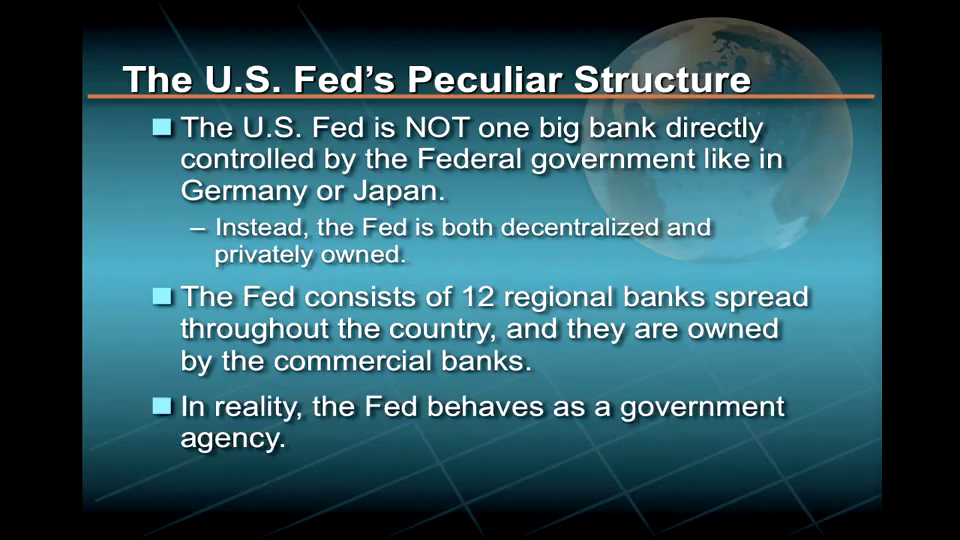 The U.S. Fed's Peculiar Structure
The U.S. Fed is NOT one big bank directly
controlled by the Federal government like in
Germany or Japan.
– Instead, the Fed is both decentralized and
privately owned.
The Fed consists of 12 regional banks spread
throughout the country, and they are owned
by the commercial banks.
In reality, the Fed behaves as a government
agency.